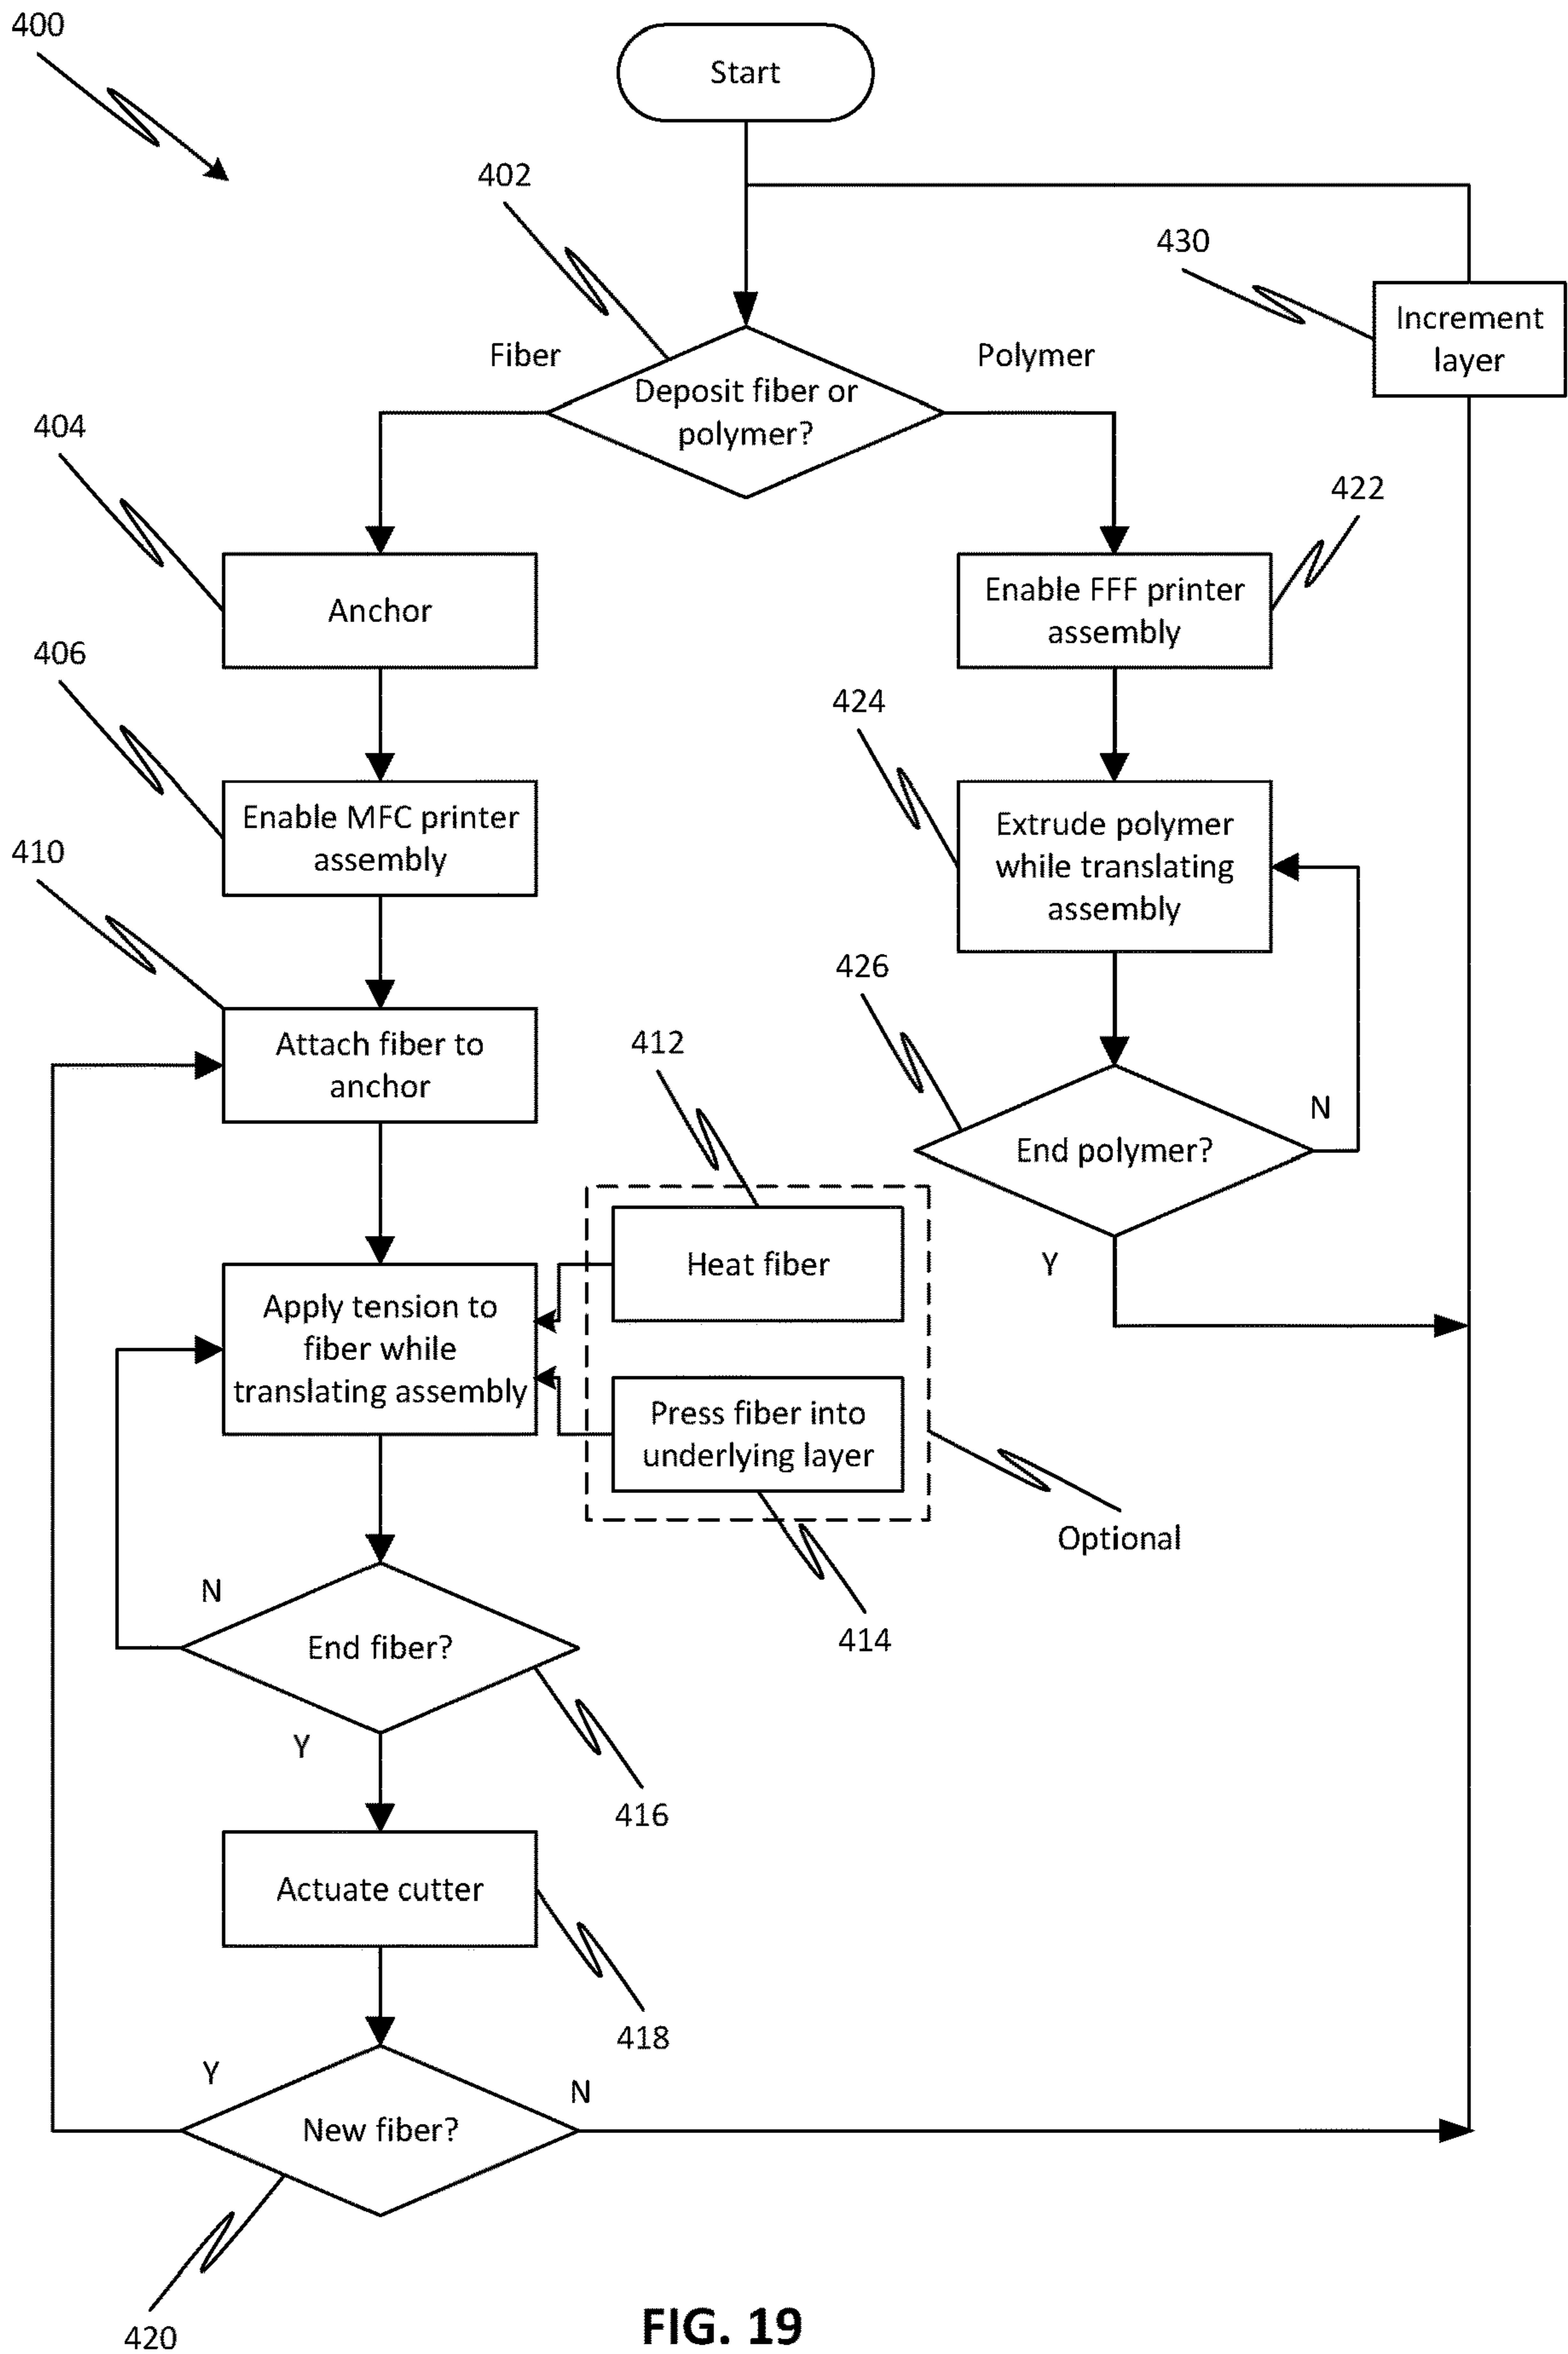 400
Start
402
430
Increment
layer
Fiber
Polymer
Deposit fiber or
polymer?
404
422
Anchor
Enable FFF printer
assembly
406
424
Enable MFC printer
assembly
Extrude polymer
while translating
assembly
410
426
Attach fiber to
anchor
412
N
End polymer?
Y
Heat fiber
Apply tension to
fiber while
translating assembly
Press fiber into
underlying layer
Optional
N
End fiber?
414
Y
416
Actuate cutter
418
Y
N
New fiber?
420
FIG. 19